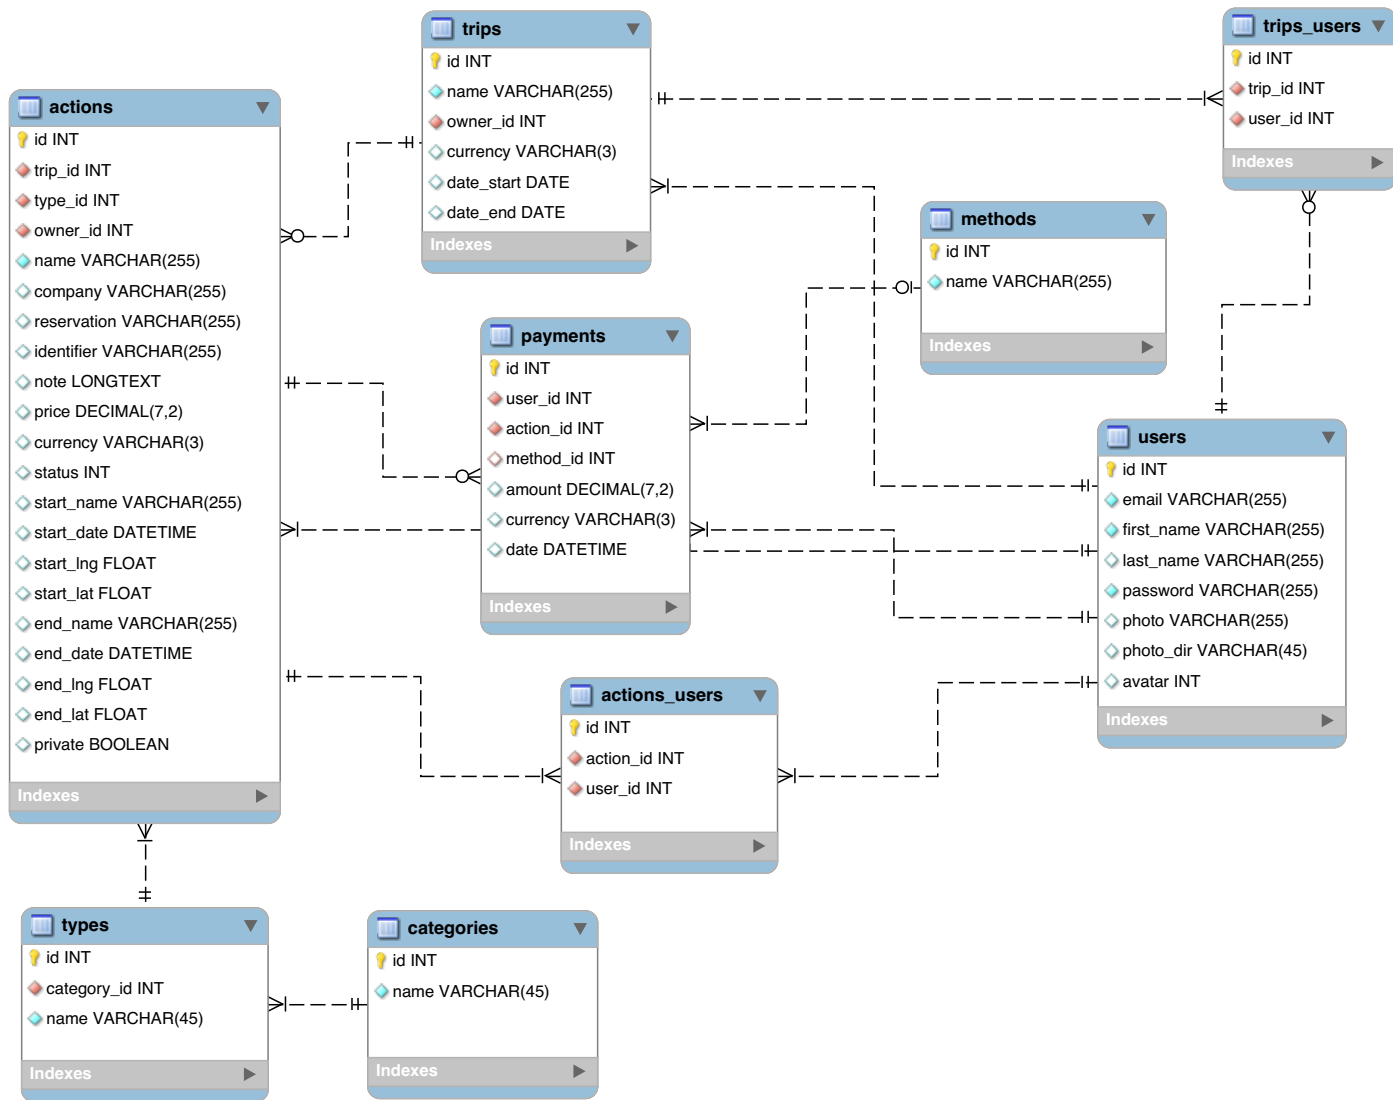 actions
id INT
trip_id INT
type_id INT
owner_id INT
name VARCHAR(255)
company VARCHAR(255)
reservation VARCHAR(255)
identifier VARCHAR(255)
note LONGTEXT
price DECIMAL(7,2)
currency VARCHAR(3)
status INT
start_name VARCHAR(255)
start_date DATETIME
start_lng FLOAT
start_lat FLOAT
end_name VARCHAR(255)
end_date DATETIME
end_lng FLOAT
end_lat FLOAT
private BOOLEAN
Indexes
trips
id INT
name VARCHAR(255)
owner_id INT
currency VARCHAR(3)
date_start DATE
date_end DATE
Indexes
trips_users
id INT
trip_id INT
user_id INT
Indexes
methods
id INT
name VARCHAR(255)
Indexes
payments
id INT
user_id INT
action_id INT
method_id INT
amount DECIMAL(7,2)
currency VARCHAR(3)
date DATETIME
Indexes
users
id INT
email VARCHAR(255)
first_name VARCHAR(255)
last_name VARCHAR(255)
password VARCHAR(255)
photo VARCHAR(255)
photo_dir VARCHAR(45)
avatar INT
Indexes
actions_users
id INT
action_id INT
user_id INT
Indexes
types
id INT
category_id INT
name VARCHAR(45)
Indexes
categories
id INT
name VARCHAR(45)
Indexes